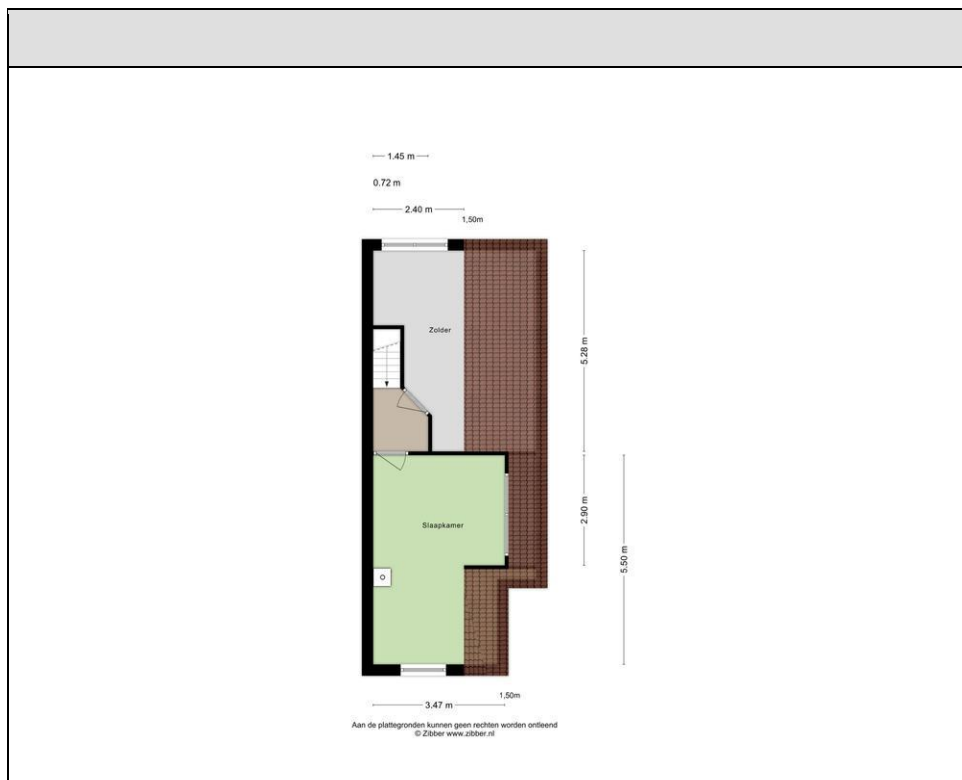 1.45 m
0.72 m
2.40 m
1,50m
Zolder
5.28 m
Slaapkamer
2.90 m
5.50 m
1,50m
3.47 m
Aan de plattegronden kunnen geen rechten worden ontleend
© Zibber www.zibber.nl